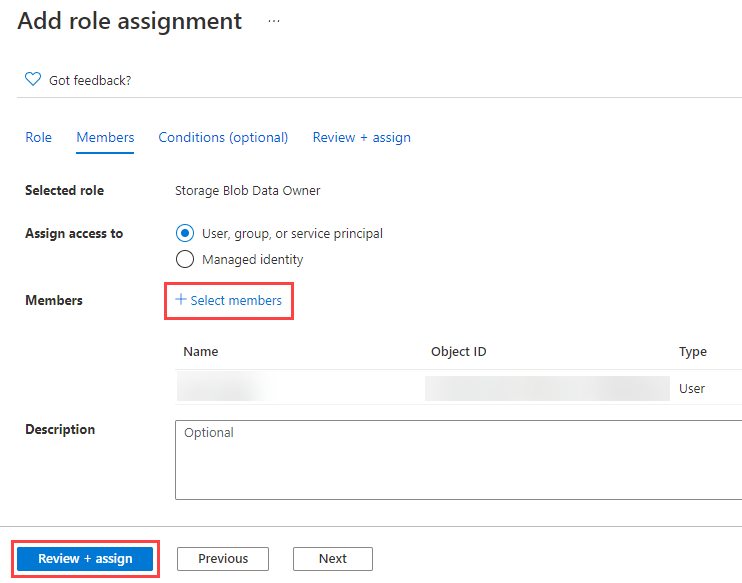 Add role assignment ...
Got feedback?
Role Members Conditions (optional) Review + assign
Selected role Storage Blob Data Owner
Assign access to User, group, or service principal
Managed identity
Members + Select members
Name Object ID Type
User
Description Optional
Review + assign Previous Next